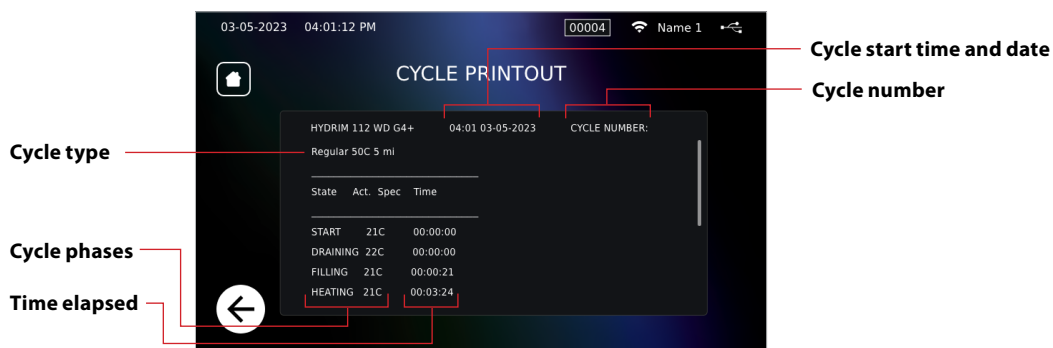 03-05-2023 04:01:12 PM 00004 Name 1
CYCLE PRINTOUT
Cycle start time and date
Cycle number
HYDRIM 112 WD G4+ 04:01 03-05-2023 CYCLE NUMBER:
Cycle type
Regular 50C 5 mi
State Act. Spec Time
START 21C 00:00:00
Cycle phases
DRAINING 22C 00:00:00
FILLING 21C 00:00:21
Time elapsed
HEATING 21C 00:03:24